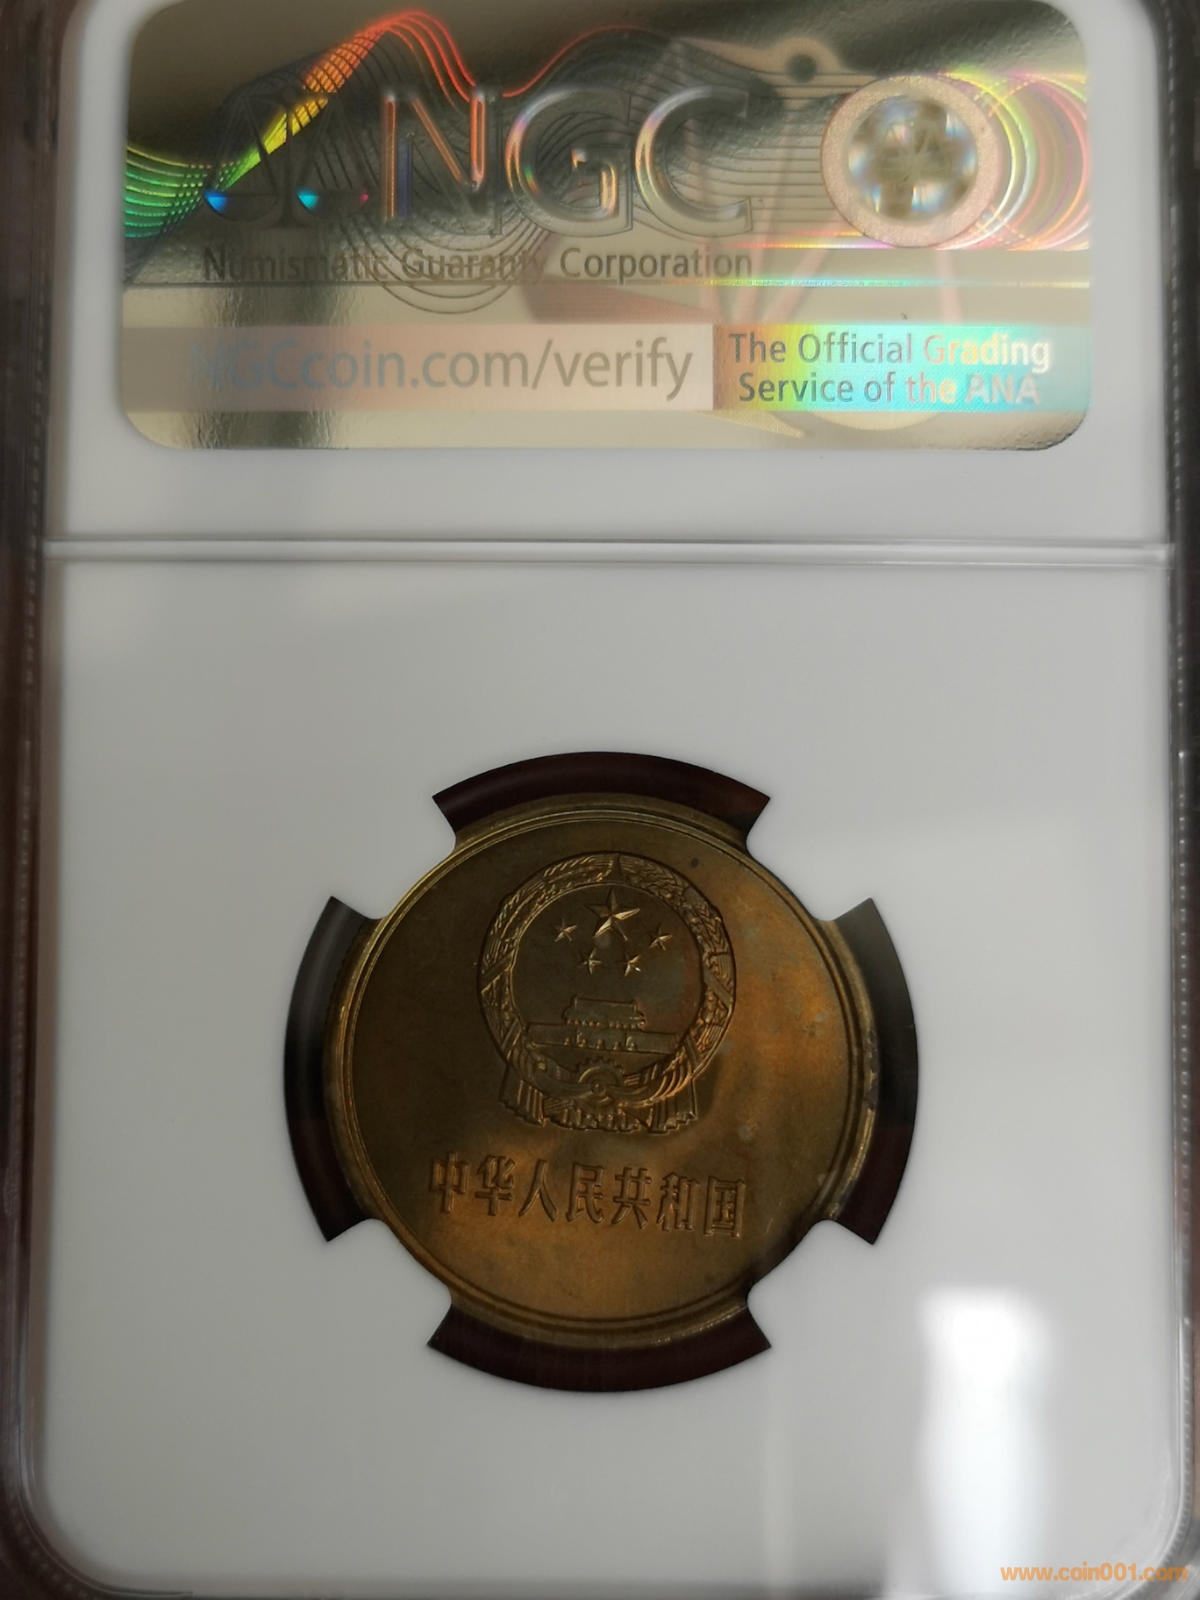 NGC
Numismatic Guaranty Corporation
NGCcoin.com/verify
The Official Grading
Service of the ANA
中华人民共和国
www.coin001.com